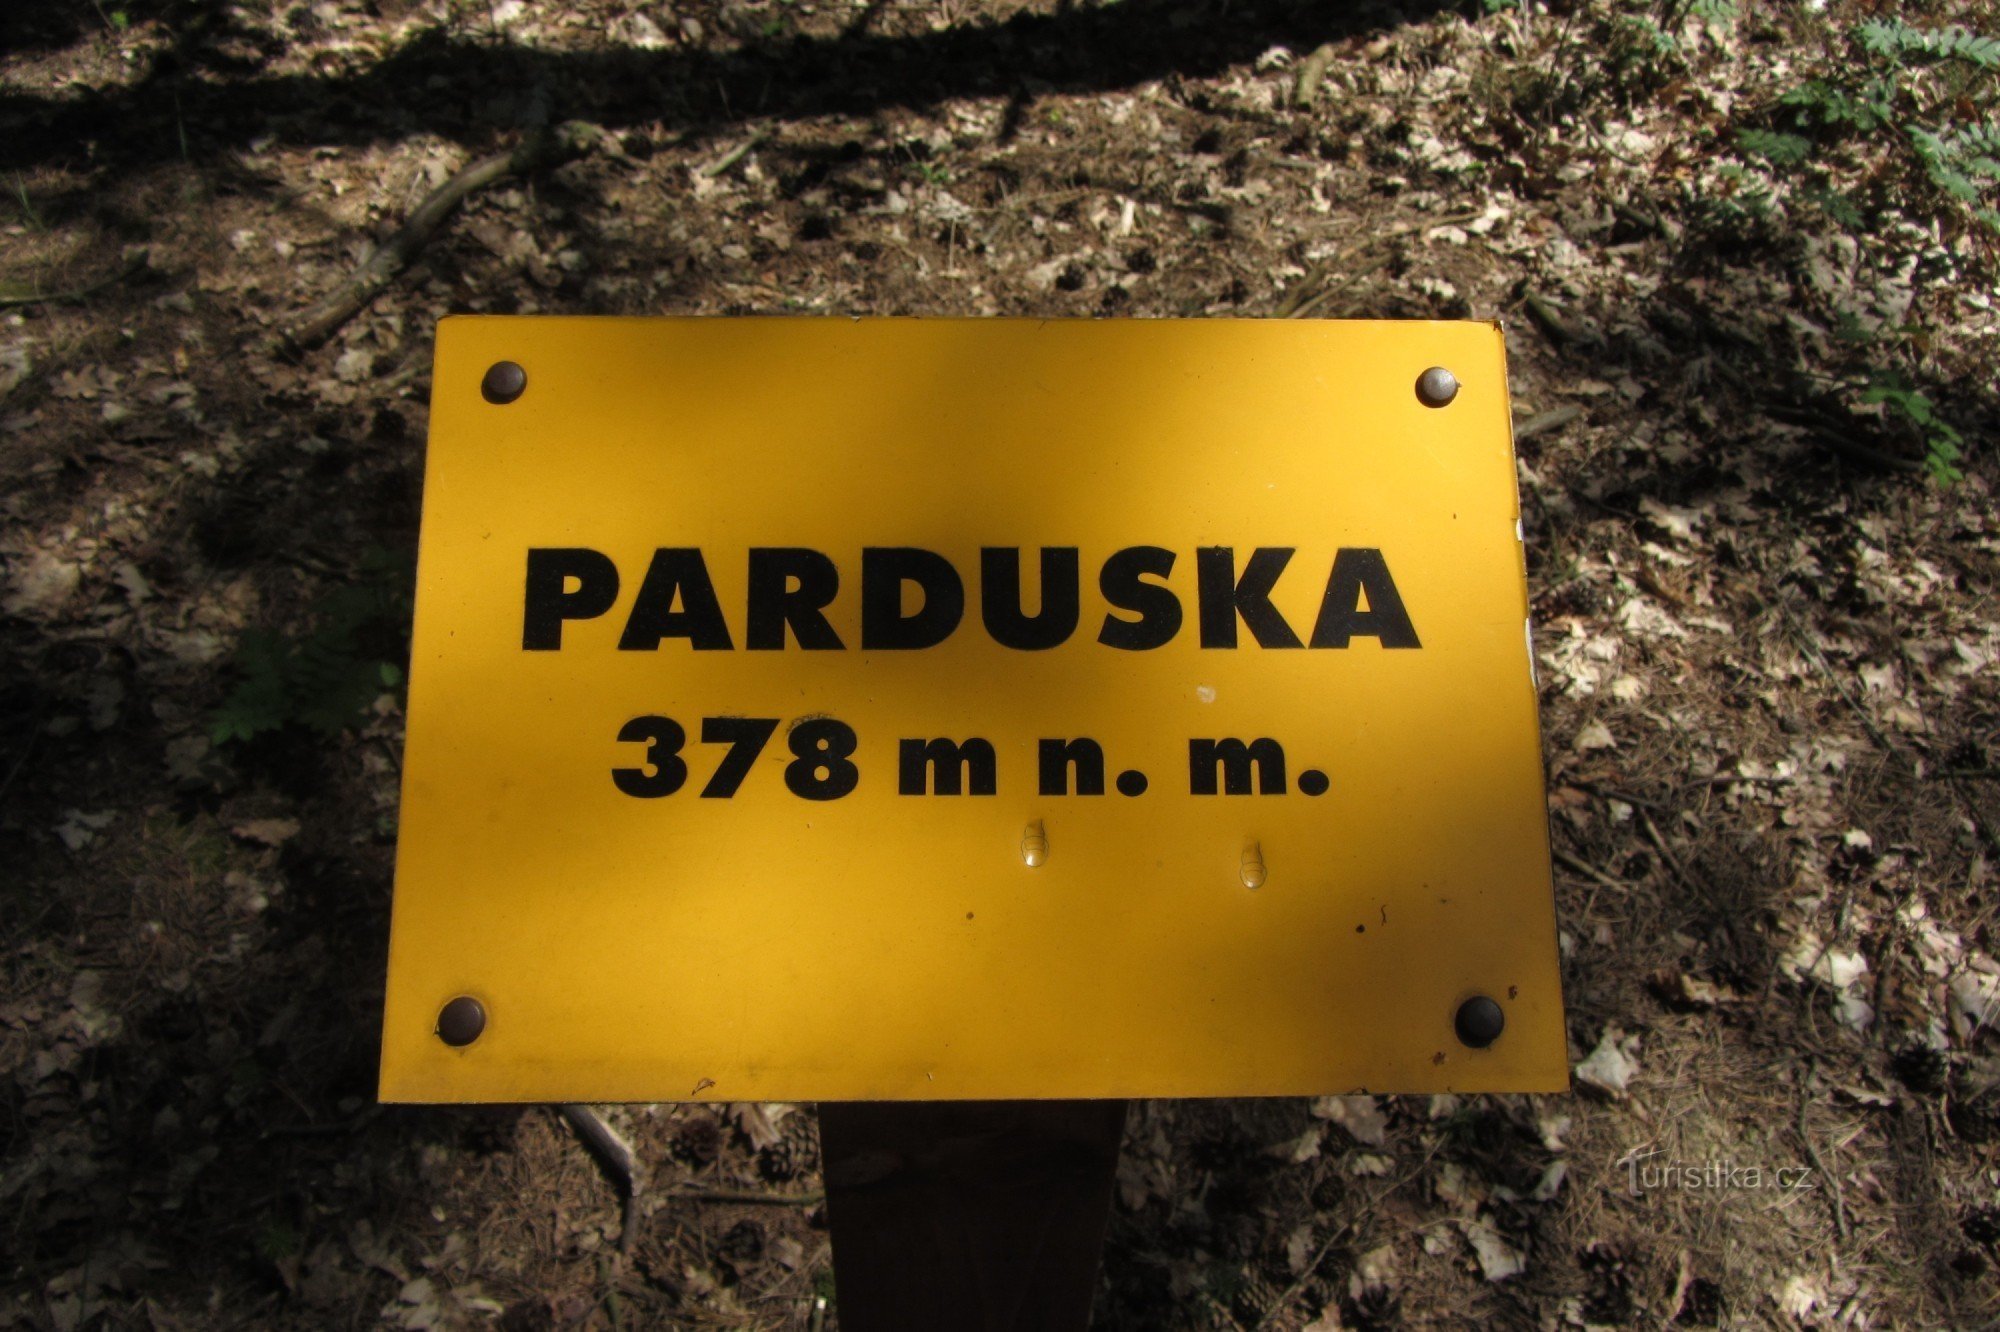 PARDUSKA
378 m n. m.
Turistika.cz